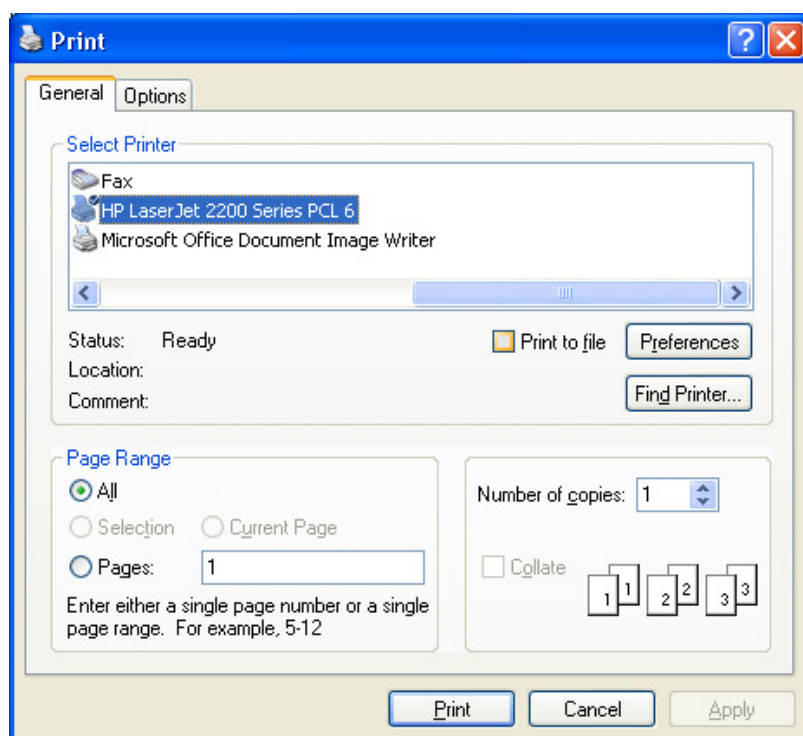 Print
General Options
Select Printer
Fax
HP LaserJet 2200 Series PCL 6
Microsoft Office Document Image Writer
Status: Ready
Print to file
Preferences
Location:
Comment:
Find Printer...
Page Range
All
Selection Current Page
Pages: 1
Enter either a single page number or a single
page range. For example, 5-12
Number of copies: 1
Collate
1 1 2 2 3 3
Print Cancel Apply